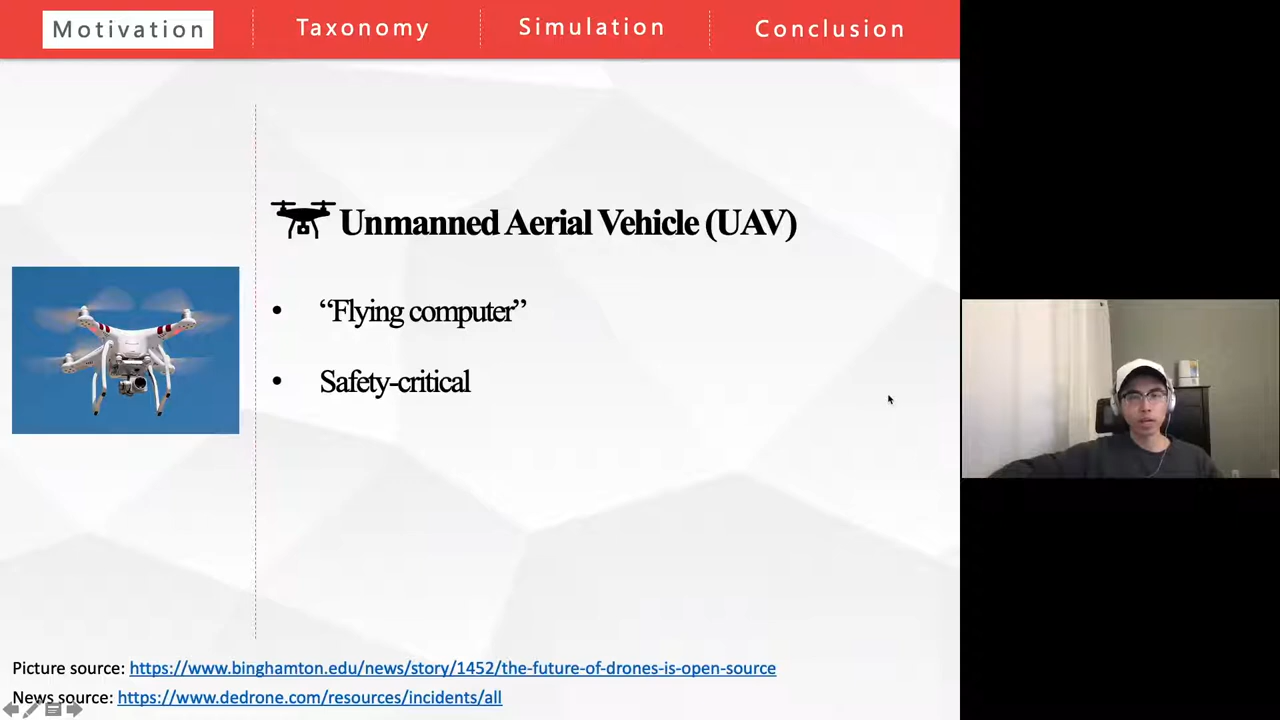 Motivation
Taxonomy
Simulation
Conclusion
Unmanned Aerial Vehicle (UAV)
• “Flying computer”
• Safety-critical
Picture source: https://www.binghamton.edu/news/story/1452/the-future-of-drones-is-open-source
News source: https://www.dedrone.com/resources/incidents/all